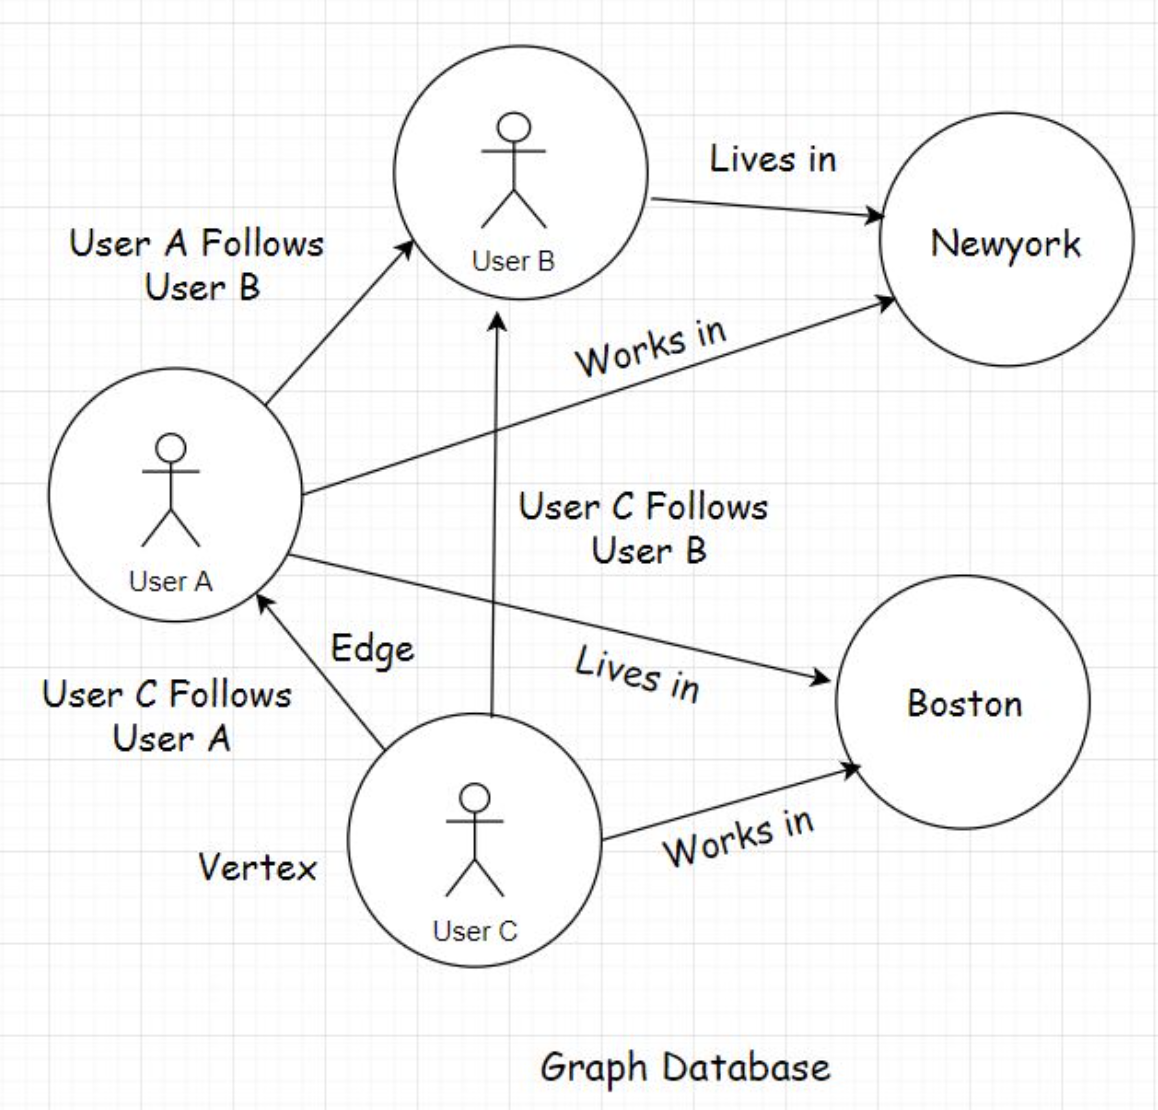 Lives in
User A Follows
User B
User B
Newyork
Works in
User C Follows
User B
User A
Edge
Lives in
User C Follows
User A
Boston
Works in
Vertex
User C
Graph Database